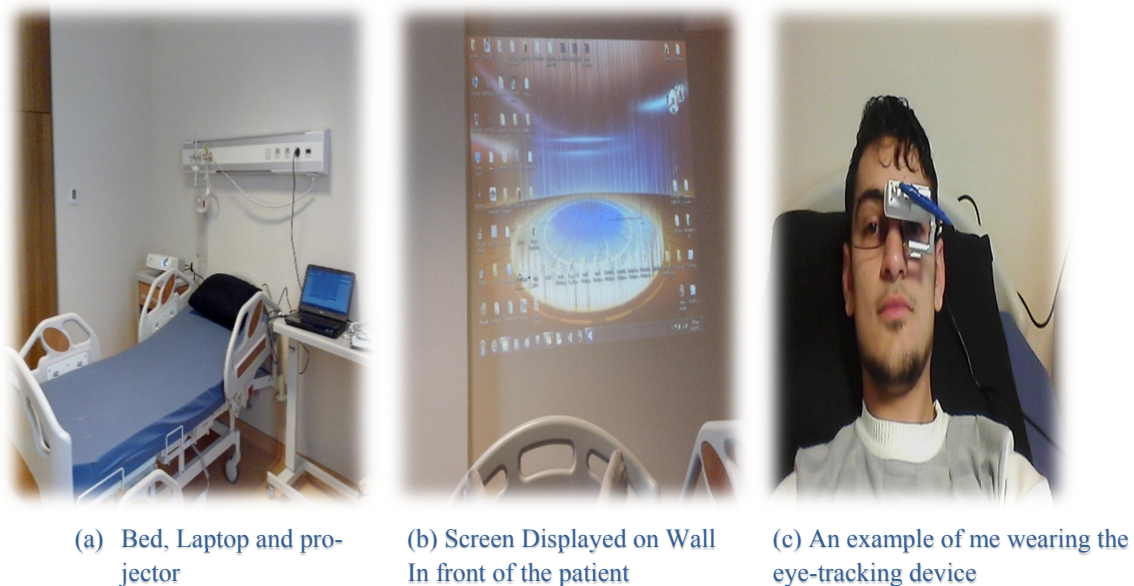 (a) Bed, Laptop and pro-
jector
(b) Screen Displayed on Wall
In front of the patient
(c) An example of me wearing the
eye-tracking device